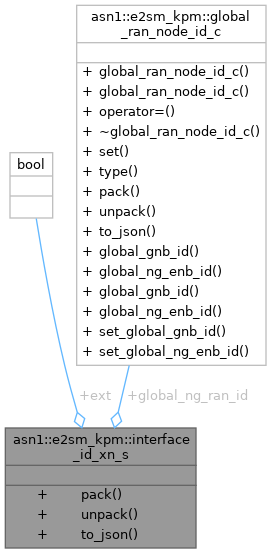 asn1::e2sm_kpm::global
_ran_node_id_c
+ global_ran_node_id_c()
+ global_ran_node_id_c()
+ operator=()
+ ~global_ran_node_id_c()
+ set()
+ type()
+ pack()
+ unpack()
+ to_json()
+ global_gnb_id()
+ global_ng_enb_id()
+ global_gnb_id()
+ global_ng_enb_id()
+ set_global_gnb_id()
+ set_global_ng_enb_id()
bool
+ext
+global_ng_ran_id
asn1::e2sm_kpm::interface
_id_xn_s
+ pack()
+ unpack()
+ to_json()